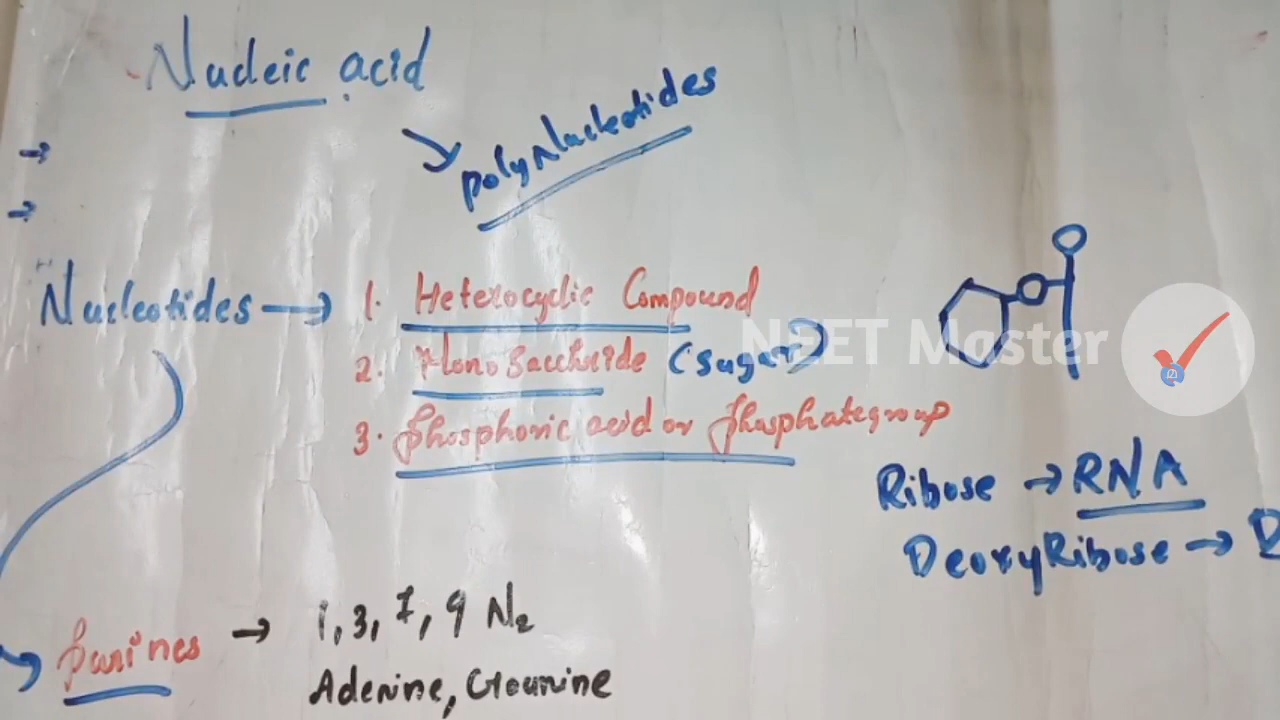 Nucleic acid
→ polyNucleotides
→
→
Nucleotides → 1. Heterocyclic Compound
2. Monosaccharide (sugar)
3. Phosphoric acid or Phosphate group
NEET Master
Ribose → RNA
DeoxyRibose → D
→ Purines → 1, 3, 7, 9 N₂
Adenine, Guanine